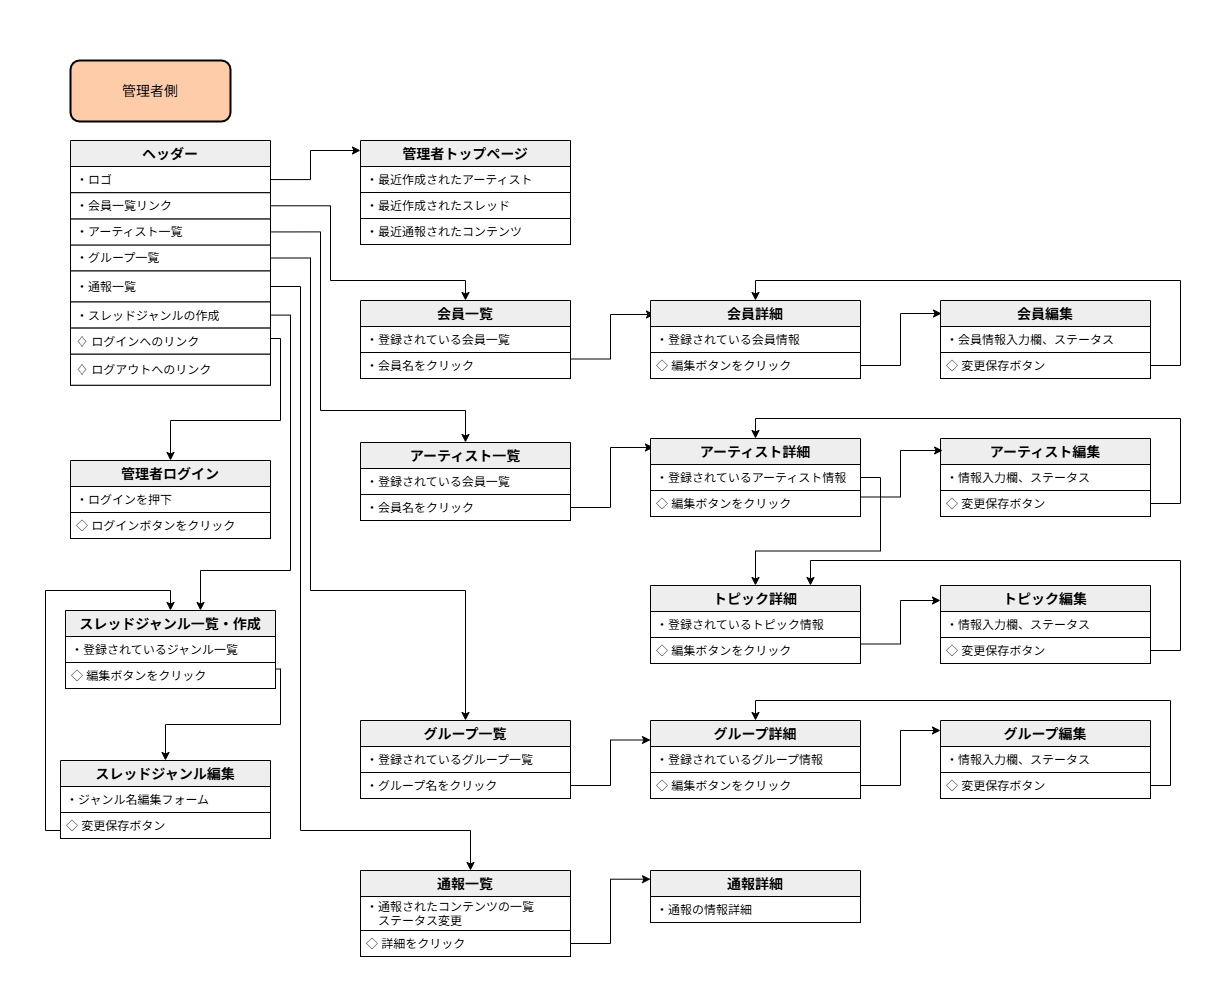 管理者側
ヘッダー
・ロゴ
・会員一覧リンク
・アーティスト一覧
・グループ一覧
・通報一覧
・スレッドジャンルの作成
◇ ログインへのリンク
◇ ログアウトへのリンク
管理者トップページ
・最近作成されたアーティスト
・最近作成されたスレッド
・最近通報されたコンテンツ
会員一覧
・登録されている会員一覧
・会員名をクリック
会員詳細
・登録されている会員情報
◇ 編集ボタンをクリック
会員編集
・会員情報入力欄、ステータス
◇ 変更保存ボタン
管理者ログイン
・ログインを押下
◇ ログインボタンをクリック
アーティスト一覧
・登録されている会員一覧
・会員名をクリック
アーティスト詳細
・登録されているアーティスト情報
◇ 編集ボタンをクリック
アーティスト編集
・情報入力欄、ステータス
◇ 変更保存ボタン
トピック詳細
・登録されているトピック情報
◇ 編集ボタンをクリック
トピック編集
・情報入力欄、ステータス
◇ 変更保存ボタン
スレッドジャンル一覧・作成
・登録されているジャンル一覧
◇ 編集ボタンをクリック
スレッドジャンル編集
・ジャンル名編集フォーム
◇ 変更保存ボタン
グループ一覧
・登録されているグループ一覧
・グループ名をクリック
グループ詳細
・登録されているグループ情報
◇ 編集ボタンをクリック
グループ編集
・情報入力欄、ステータス
◇ 変更保存ボタン
通報一覧
・通報されたコンテンツの一覧
ステータス変更
◇ 詳細をクリック
通報詳細
・通報の情報詳細